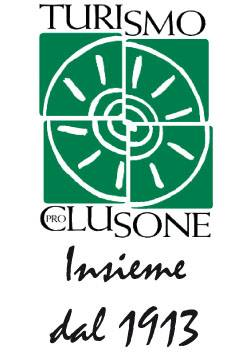 TURISMO
PRO CLUSONE
Insieme
dal 1913